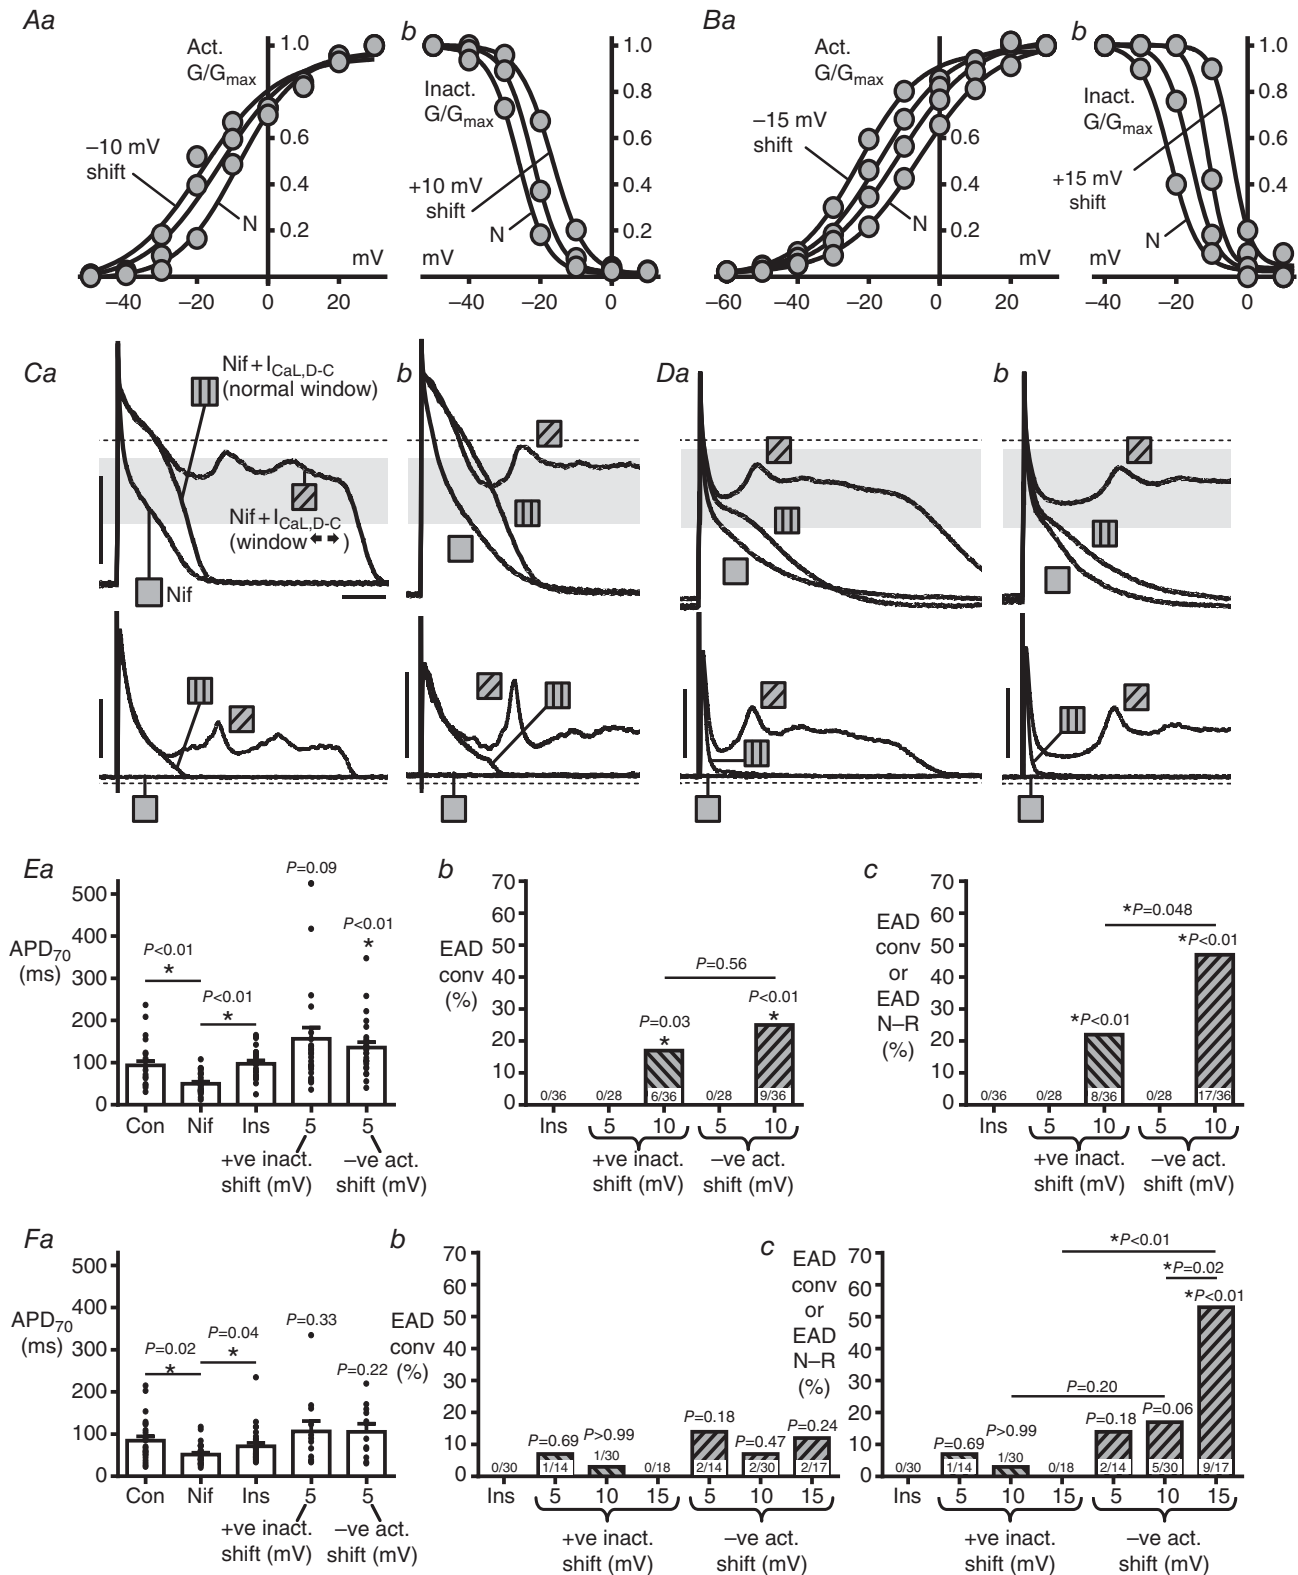 Aa
Act.
G/Gmax
–10 mV
shift
N
mV
1.0
0.8
0.6
0.4
0.2
–40 –20 0 20
b
Inact.
G/Gmax
+10 mV
shift
N
mV
1.0
0.8
0.6
0.4
0.2
–40 –20 0
Ba
Act.
G/Gmax
–15 mV
shift
N
mV
1.0
0.8
0.6
0.4
0.2
–60 –40 –20 0 20
b
Inact.
G/Gmax
+15 mV
shift
N
mV
1.0
0.8
0.6
0.4
–40 –20 0
Ca
Nif + ICaL,D-C
(normal window)
Nif + ICaL,D-C
(window )
Nif
b
Da
b
Ea
APD70
(ms)
500
400
300
200
100
0
P<0.01
*
P<0.01
*
P=0.09
P<0.01
*
Con Nif Ins 5 5
+ve inact.
shift (mV)
–ve act.
shift (mV)
b
EAD
conv
(%)
70
60
50
40
30
20
10
0
P=0.56
P=0.03
*
P<0.01
*
0/36 0/28 6/36 0/28 9/36
Ins 5 10 5 10
+ve inact.
shift (mV)
–ve act.
shift (mV)
c
EAD
conv
or
EAD
N–R
(%)
70
60
50
40
30
20
10
0
*P=0.048
*P<0.01
*P<0.01
0/36 0/28 8/36 0/28 17/36
Ins 5 10 5 10
+ve inact.
shift (mV)
–ve act.
shift (mV)
Fa
APD70
(ms)
500
400
300
200
100
0
P=0.02
*
P=0.04
*
P=0.33
P=0.22
Con Nif Ins 5 5
+ve inact.
shift (mV)
–ve act.
shift (mV)
b
EAD
conv
(%)
70
60
50
40
30
20
10
0
P=0.69
P>0.99
P=0.18
P=0.47
P=0.24
0/30 1/14 1/30 0/18 2/14 2/30 2/17
Ins 5 10 15 5 10 15
+ve inact.
shift (mV)
–ve act.
shift (mV)
c
EAD
conv
or
EAD
N–R
(%)
70
60
50
40
30
20
10
0
*P<0.01
*P=0.02
*P<0.01
P=0.20
P=0.69
P>0.99
P=0.18
P=0.06
0/30 1/14 1/30 0/18 2/14 5/30 9/17
Ins 5 10 15 5 10 15
+ve inact.
shift (mV)
–ve act.
shift (mV)